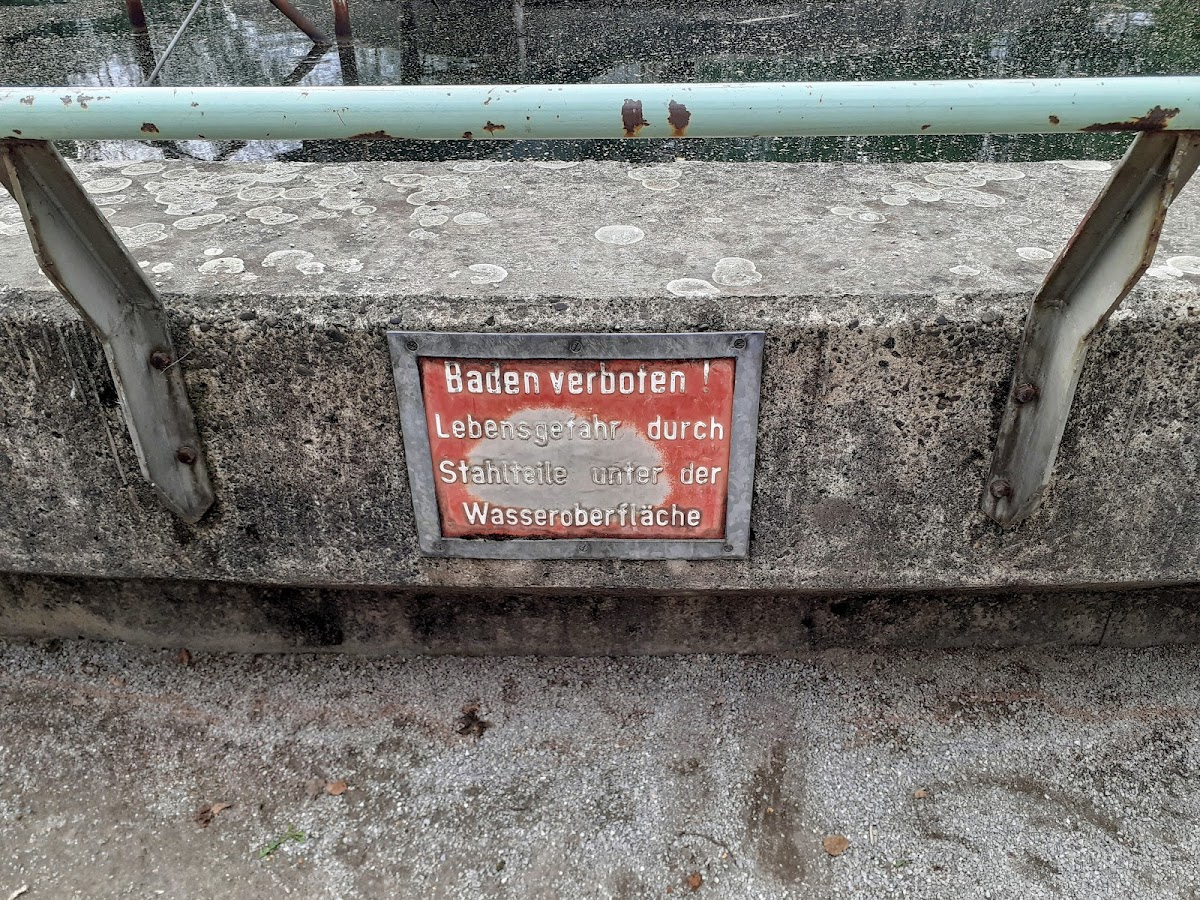 Baden verboten !
Lebensgefahr durch
Stahlteile unter der
Wasseroberfläche